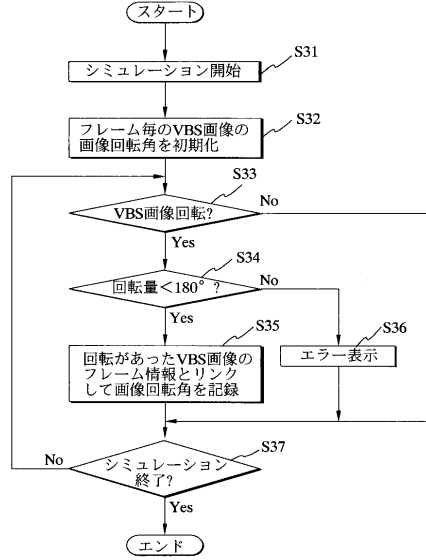 スタート
S31
シミュレーション開始
S32
フレーム毎のVBS画像の
画像回転角を初期化
S33
VBS画像回転?
No
Yes
S34
回転量<180°?
No
Yes
S35
回転があったVBS画像の
フレーム情報とリンク
して画像回転角を記録
S36
エラー表示
S37
シミュレーション
終了?
No
Yes
エンド